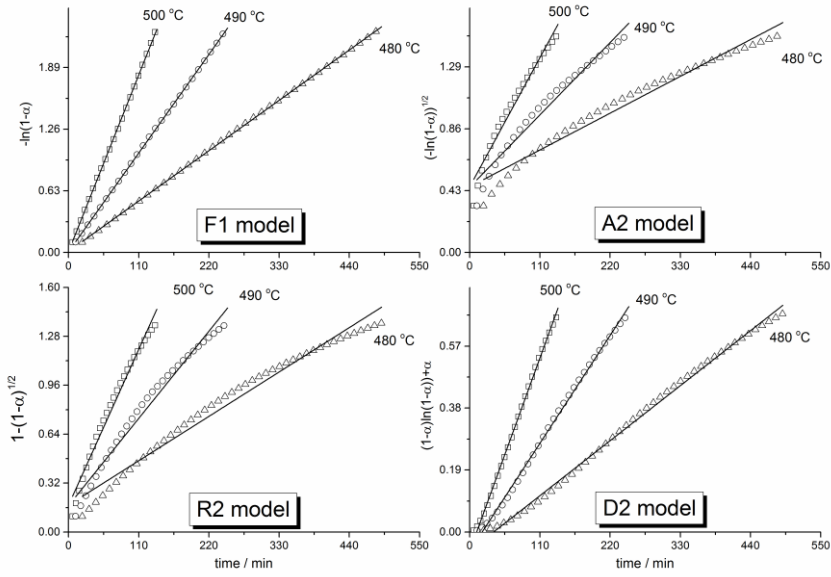 500 °C
490 °C
480 °C
-ln(1-α)
1.89
1.26
0.63
0.00
0 110 220 330 440 550
F1 model
500 °C
490 °C
480 °C
(-ln(1-α))^1/2
1.29
0.86
0.43
0.00
0 110 220 330 440 550
A2 model
500 °C
490 °C
480 °C
1-(1-α)^1/2
1.60
1.28
0.96
0.64
0.32
0.00
0 110 220 330 440 550
R2 model
time / min
500 °C
490 °C
480 °C
(1-α)ln(1-α))+α
0.57
0.38
0.19
0.00
0 110 220 330 440 550
D2 model
time / min